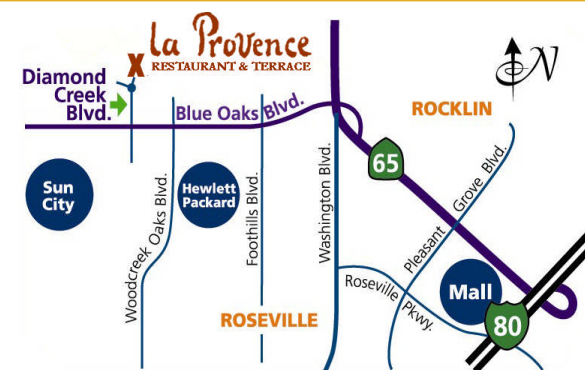 la Provence
RESTAURANT & TERRACE
X
N
Diamond
Creek
Blvd.
Blue Oaks Blvd.
ROCKLIN
65
Sun
City
Hewlett
Packard
Woodcreek Oaks Blvd.
Foothills Blvd.
Washington Blvd.
Pleasant Grove Blvd.
Roseville Pkwy.
Mall
ROSEVILLE
80